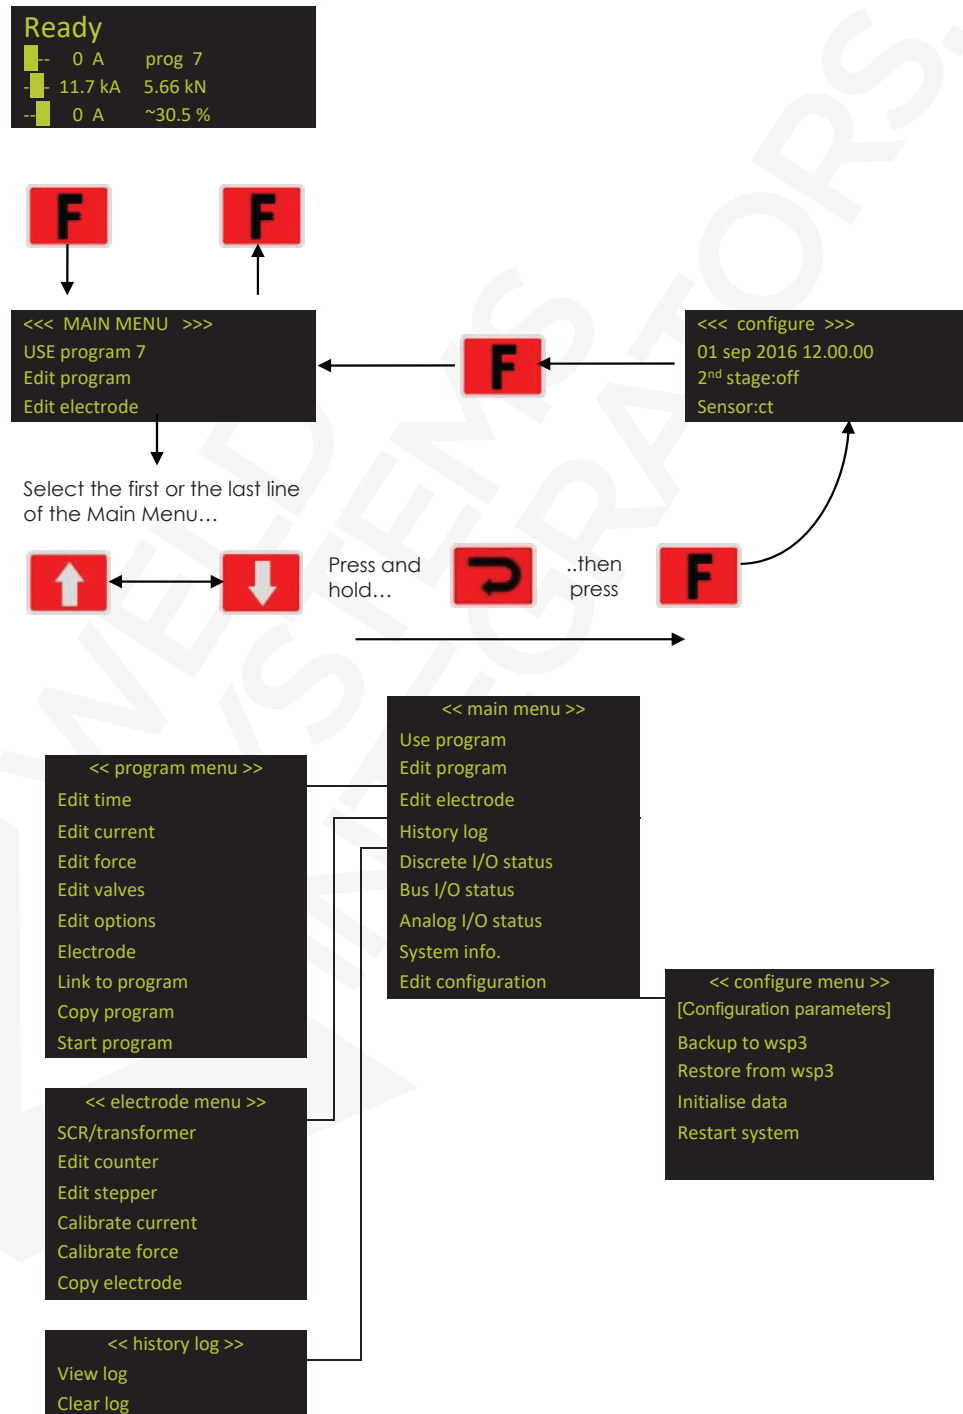 Ready
-- 0 A prog 7
- - 11.7 kA 5.66 kN
-- 0 A ~30.5 %
F
F
<<< MAIN MENU >>>
USE program 7
Edit program
Edit electrode
F
<<< configure >>>
01 sep 2016 12.00.00
2nd stage:off
Sensor:ct
Select the first or the last line
of the Main Menu...
Press and
hold...
..then
press
F
<< main menu >>
Use program
Edit program
Edit electrode
History log
Discrete I/O status
Bus I/O status
Analog I/O status
System info.
Edit configuration
<< program menu >>
Edit time
Edit current
Edit force
Edit valves
Edit options
Electrode
Link to program
Copy program
Start program
<< configure menu >>
[Configuration parameters]
Backup to wsp3
Restore from wsp3
Initialise data
Restart system
<< electrode menu >>
SCR/transformer
Edit counter
Edit stepper
Calibrate current
Calibrate force
Copy electrode
<< history log >>
View log
Clear log
WELD
SYSTEMS
INTEGRATORS.